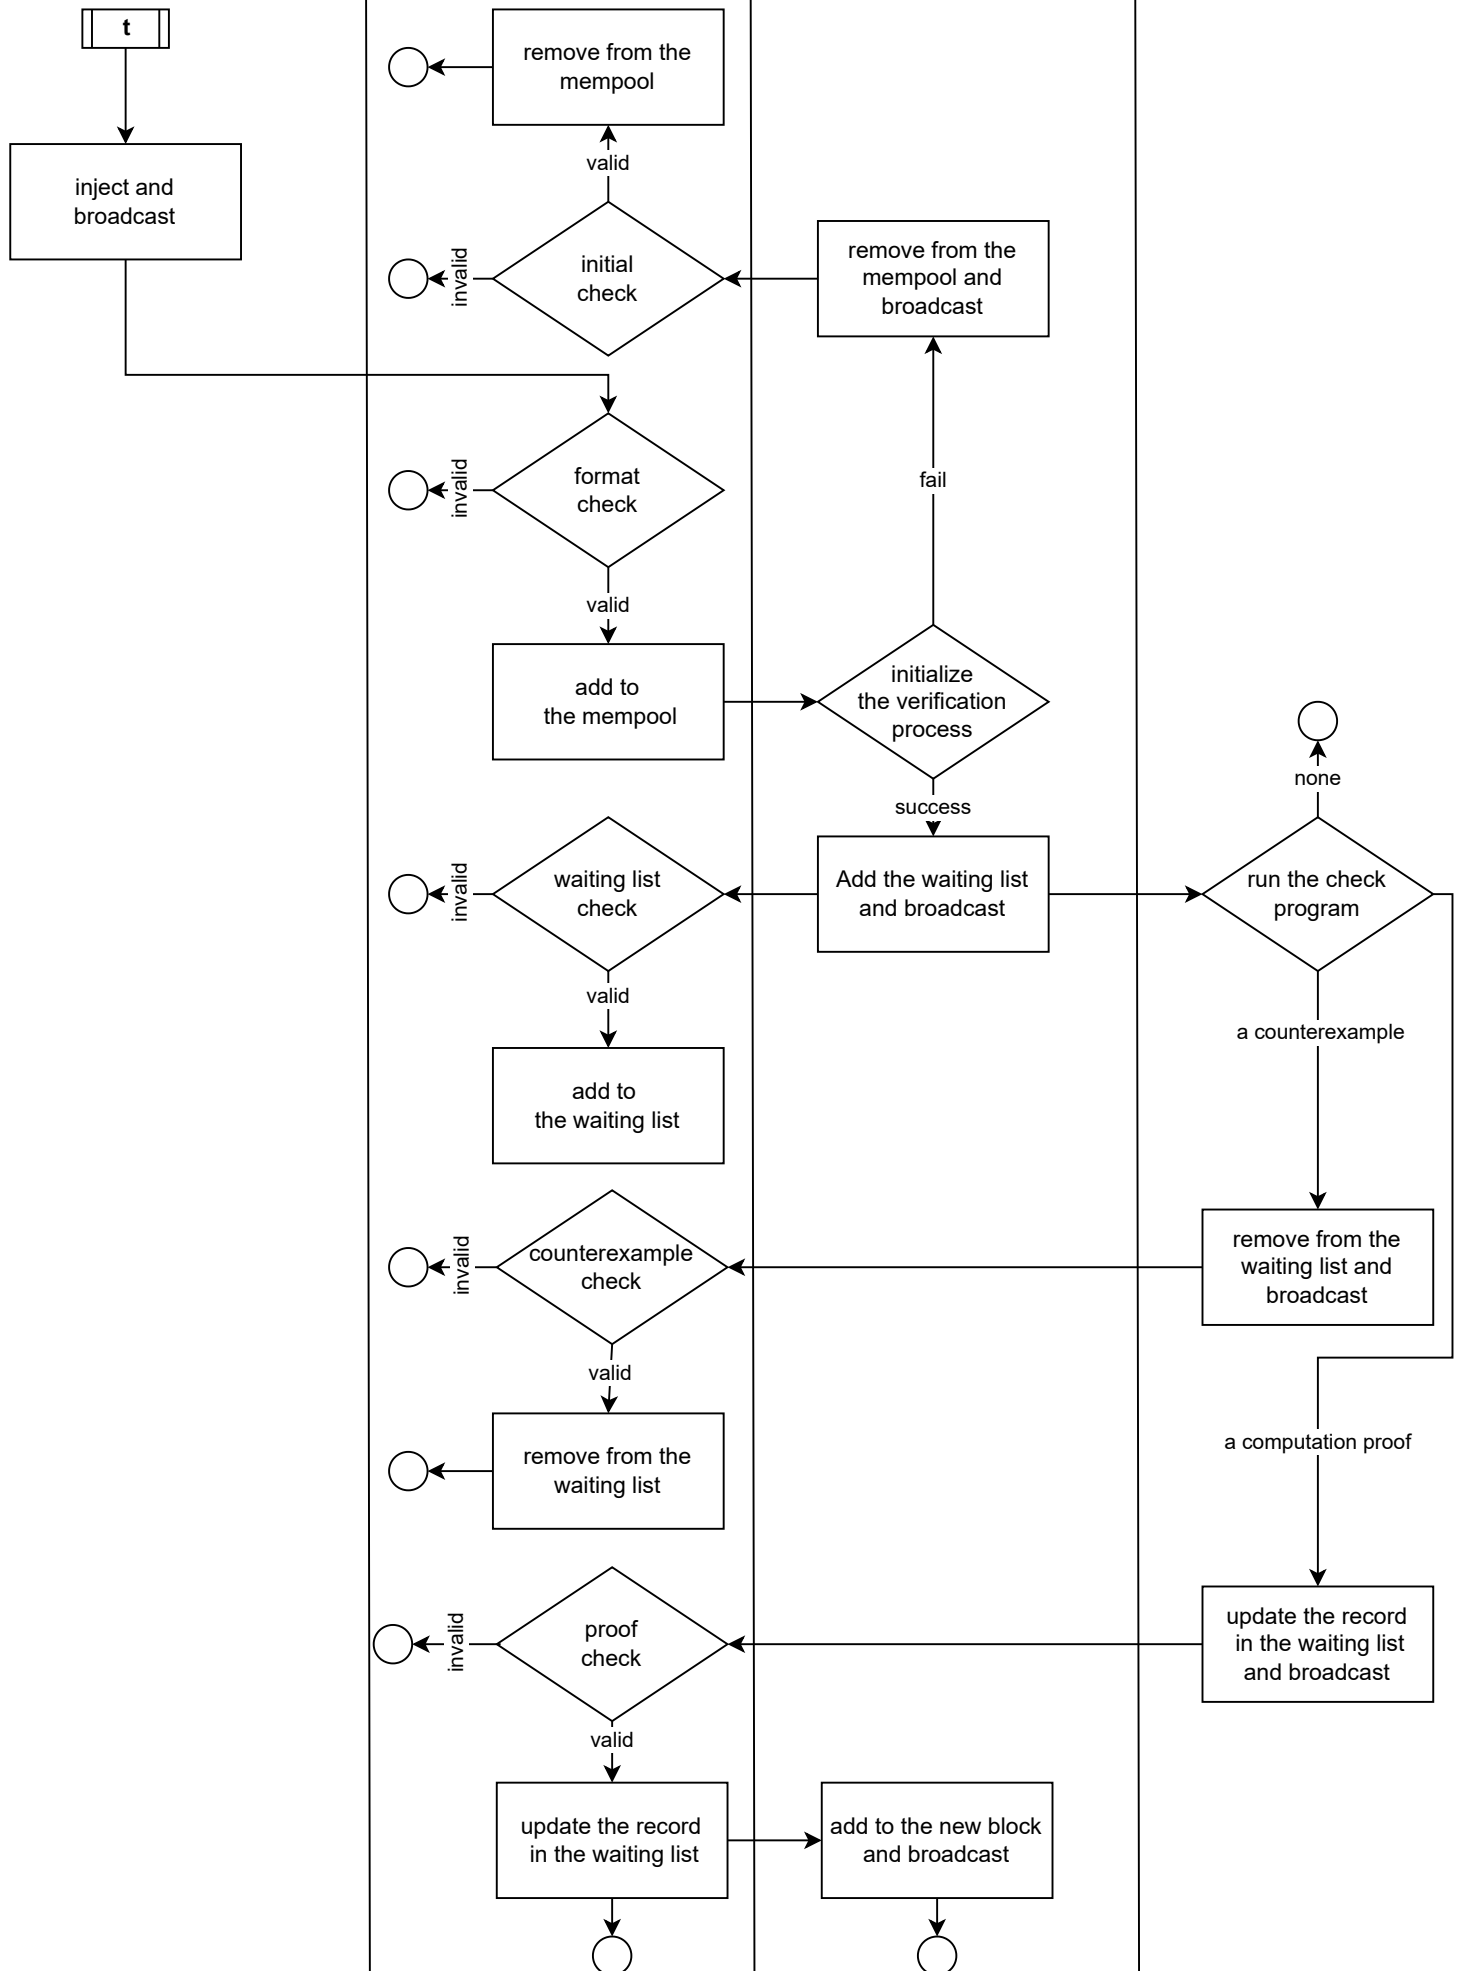 t
remove from the
mempool
valid
inject and
broadcast
initial
check
invalid
remove from the
mempool and
broadcast
format
check
invalid
fail
valid
add to
the mempool
initialize
the verification
process
success
none
waiting list
check
invalid
Add the waiting list
and broadcast
run the check
program
valid
a counterexample
add to
the waiting list
counterexample
check
invalid
remove from the
waiting list and
broadcast
valid
a computation proof
remove from the
waiting list
proof
check
invalid
update the record
in the waiting list
and broadcast
valid
update the record
in the waiting list
add to the new block
and broadcast